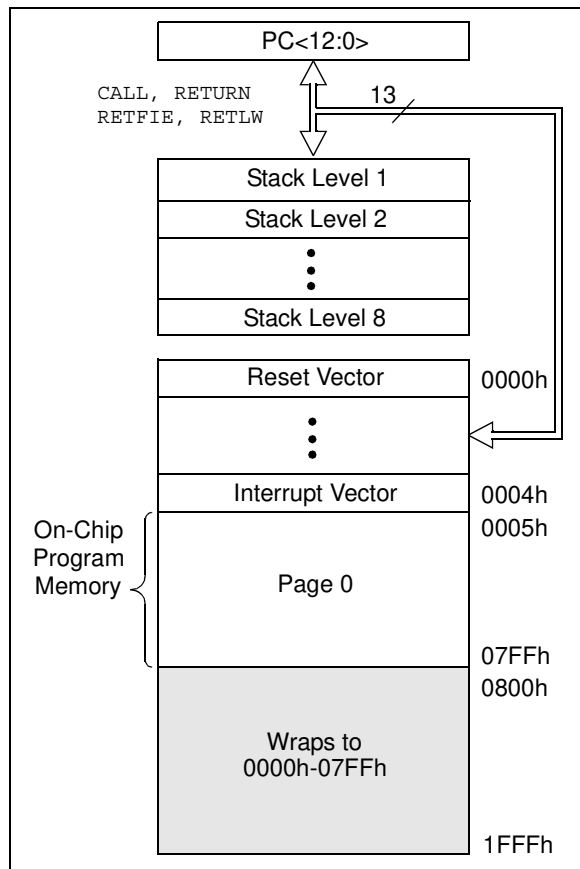 PC<12:0>
CALL, RETURN
RETFIE, RETLW
13
Stack Level 1
Stack Level 2
Stack Level 8
Reset Vector
0000h
Interrupt Vector
0004h
On-Chip
Program
Memory
0005h
Page 0
07FFh
0800h
Wraps to
0000h-07FFh
1FFFh